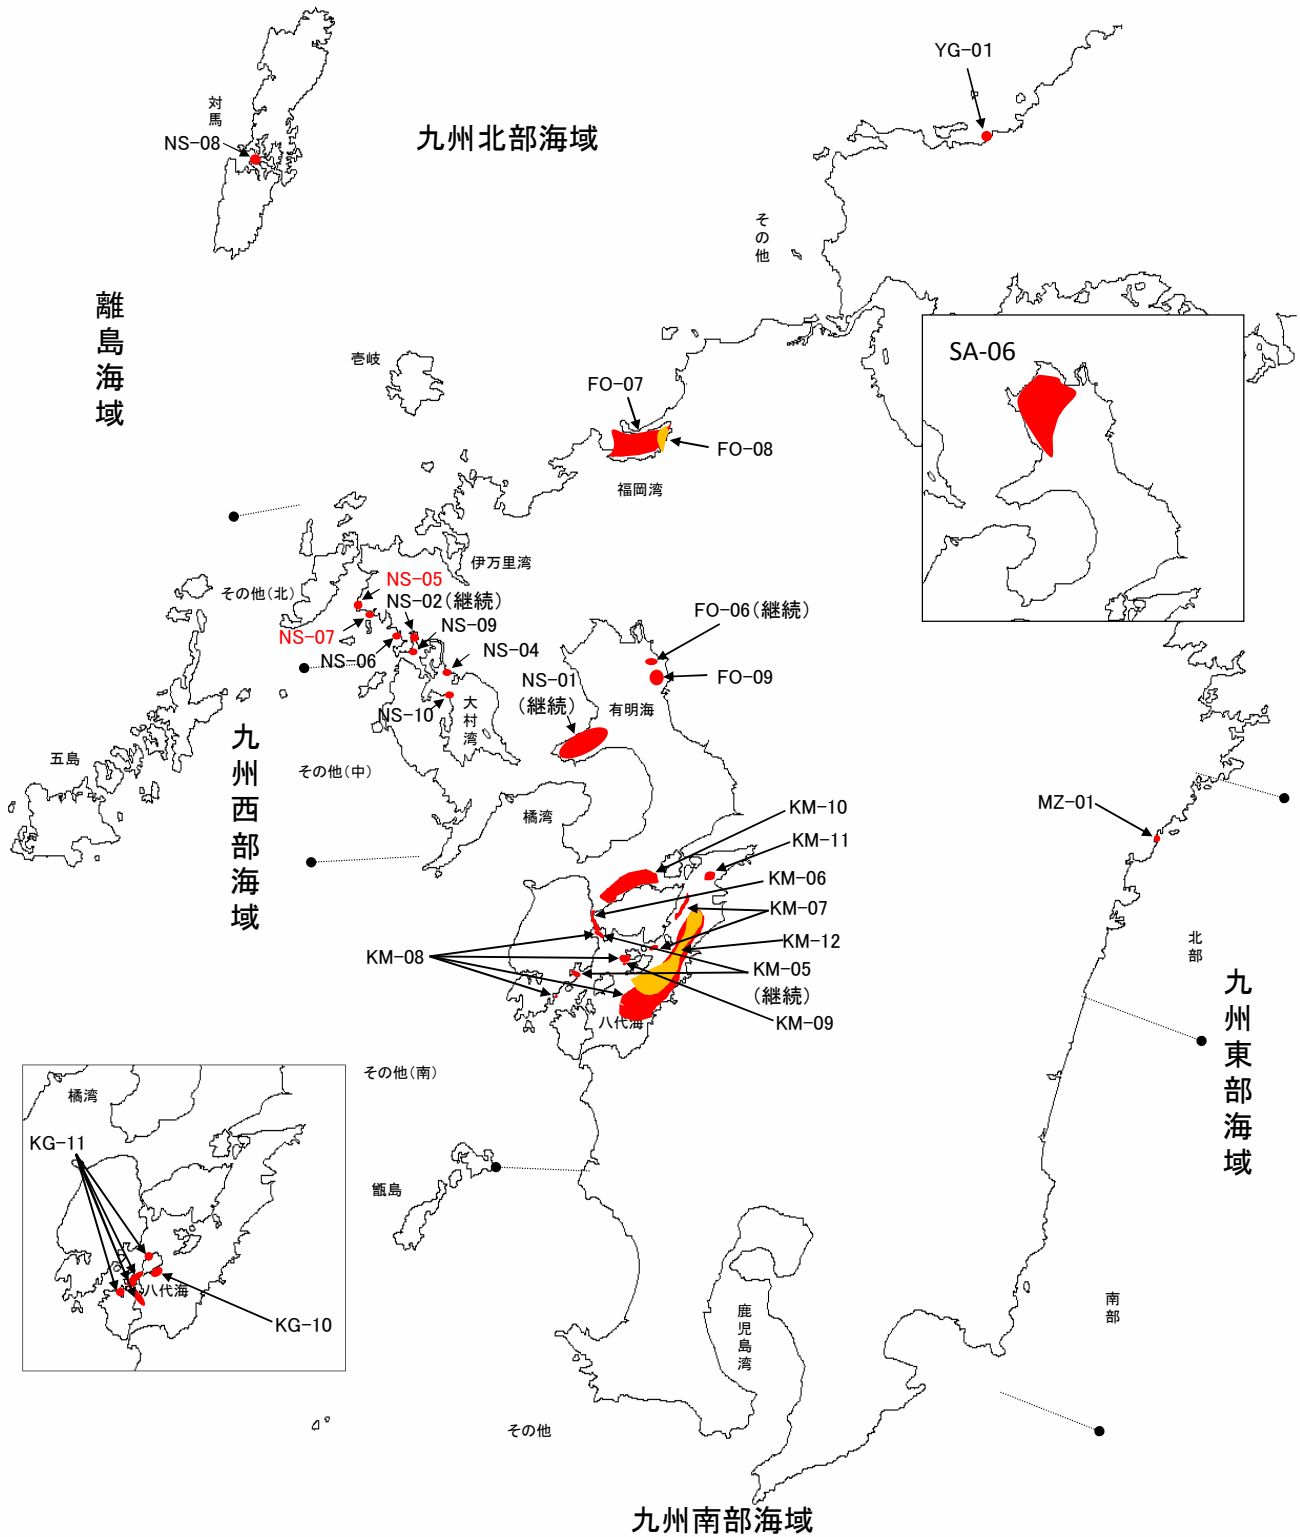 YG-01
対馬
NS-08
九州北部海域
その他
離島海域
SA-06
壱岐
FO-07
FO-08
福岡湾
伊万里湾
その他(北)
NS-05
NS-02(継続)
NS-07
NS-09
NS-06
NS-04
FO-06(継続)
FO-09
NS-01
(継続)
NS-10
大村湾
有明海
九州西部海域
五島
その他(中)
橘湾
MZ-01
KM-10
KM-11
KM-06
KM-07
KM-12
KM-08
KM-05
(継続)
KM-09
八代海
北部
九州東部海域
その他(南)
橘湾
KG-11
八代海
KG-10
甑島
鹿児島湾
南部
その他
九州南部海域